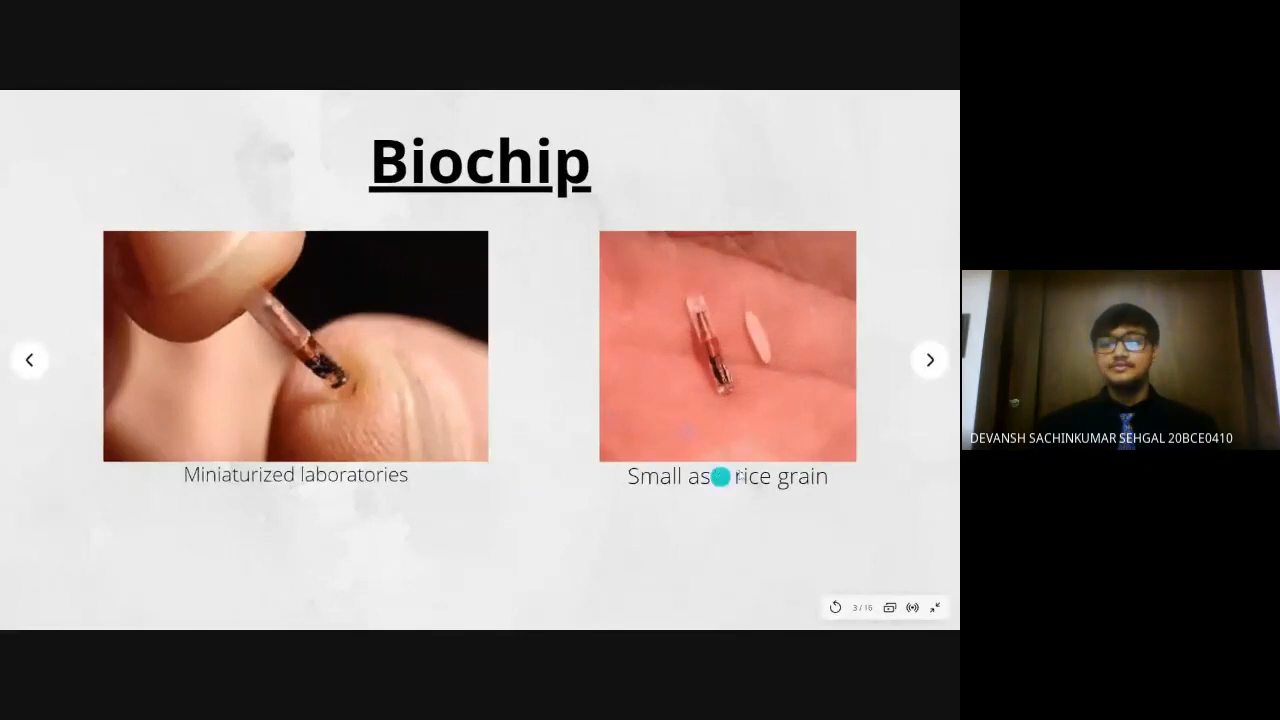 Biochip
Miniaturized laboratories
Small as rice grain
3 / 16
DEVANSH SACHINKUMAR SEHGAL 20BCE0410